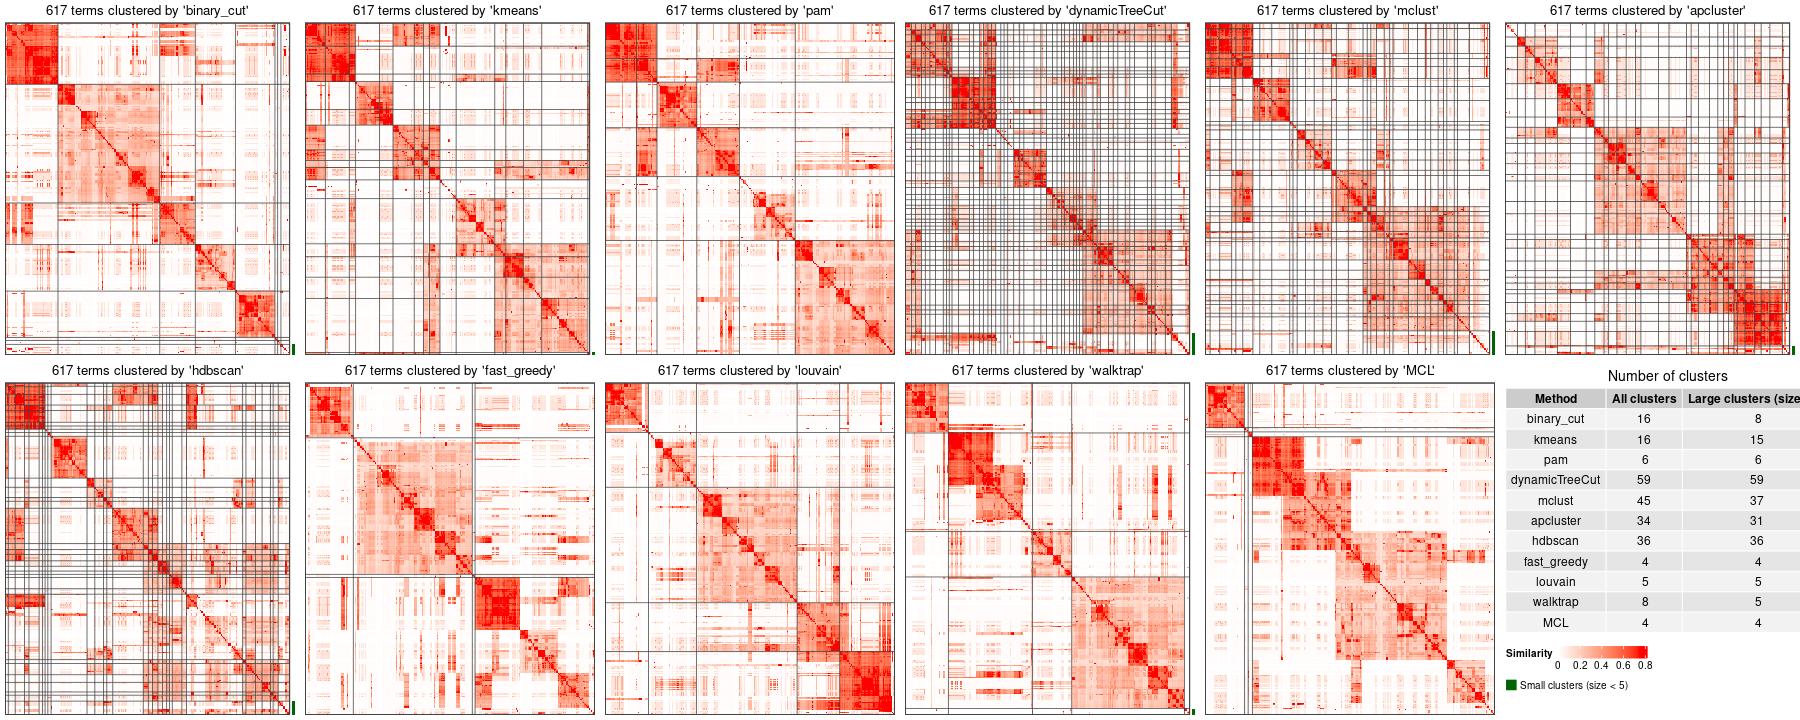 617 terms clustered by 'binary_cut'
617 terms clustered by 'kmeans'
617 terms clustered by 'pam'
617 terms clustered by 'dynamicTreeCut'
617 terms clustered by 'mclust'
617 terms clustered by 'apcluster'
617 terms clustered by 'hdbscan'
617 terms clustered by 'fast_greedy'
617 terms clustered by 'louvain'
617 terms clustered by 'walktrap'
617 terms clustered by 'MCL'
Number of clusters
Method All clusters Large clusters (size
binary_cut 16 8
kmeans 16 15
pam 6 6
dynamicTreeCut 59 59
mclust 45 37
apcluster 34 31
hdbscan 36 36
fast_greedy 4 4
louvain 5 5
walktrap 8 5
MCL 4 4
Similarity
0 0.2 0.4 0.6 0.8
Small clusters (size < 5)